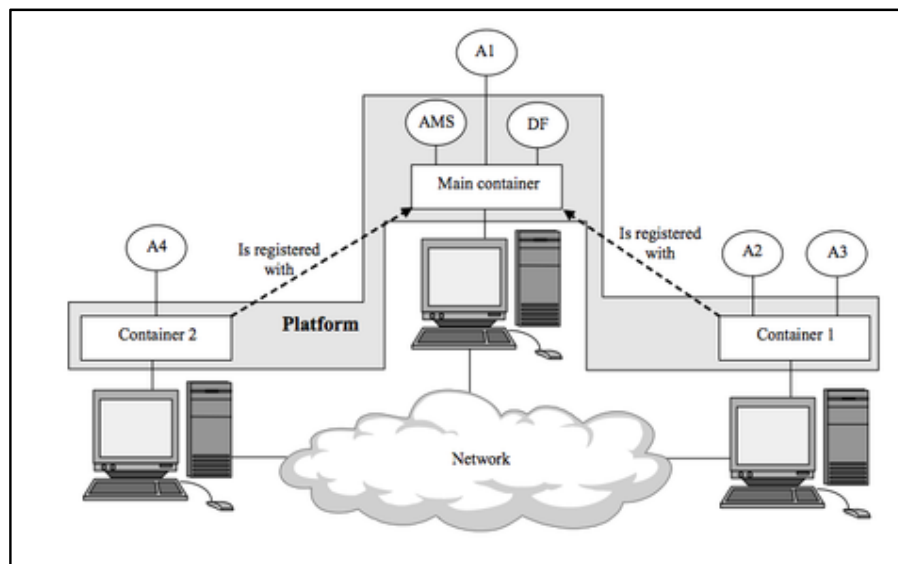 A1
AMS
DF
Main container
Is registered
with
Is registered
with
A4
A2
A3
Container 2
Platform
Container 1
Network